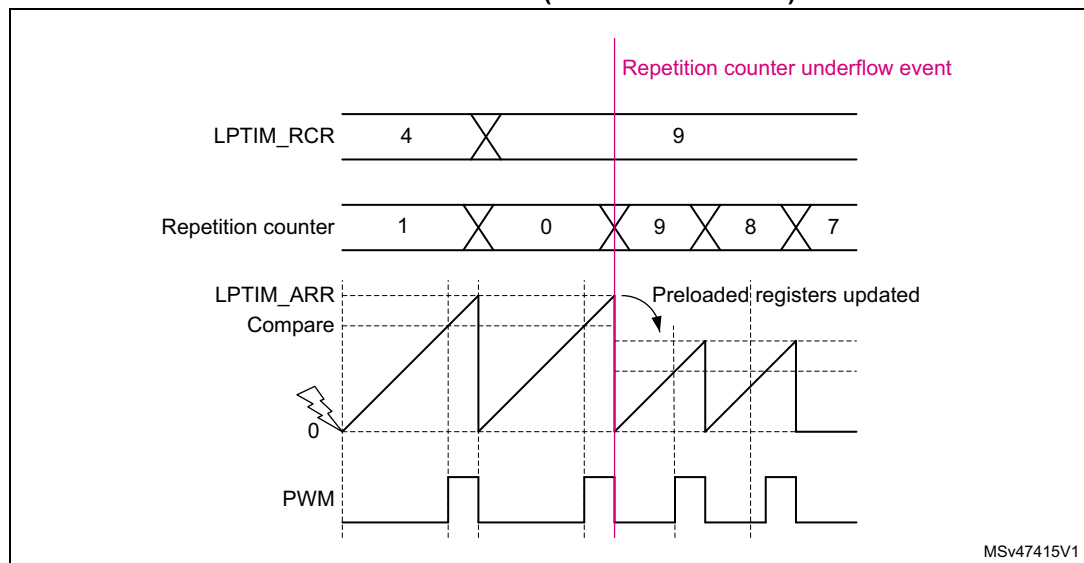 Repetition counter underflow event
LPTIM_RCR 4 9
Repetition counter 1 0 9 8 7
LPTIM_ARR Preloaded registers updated
Compare
0
PWM
MSv47415V1